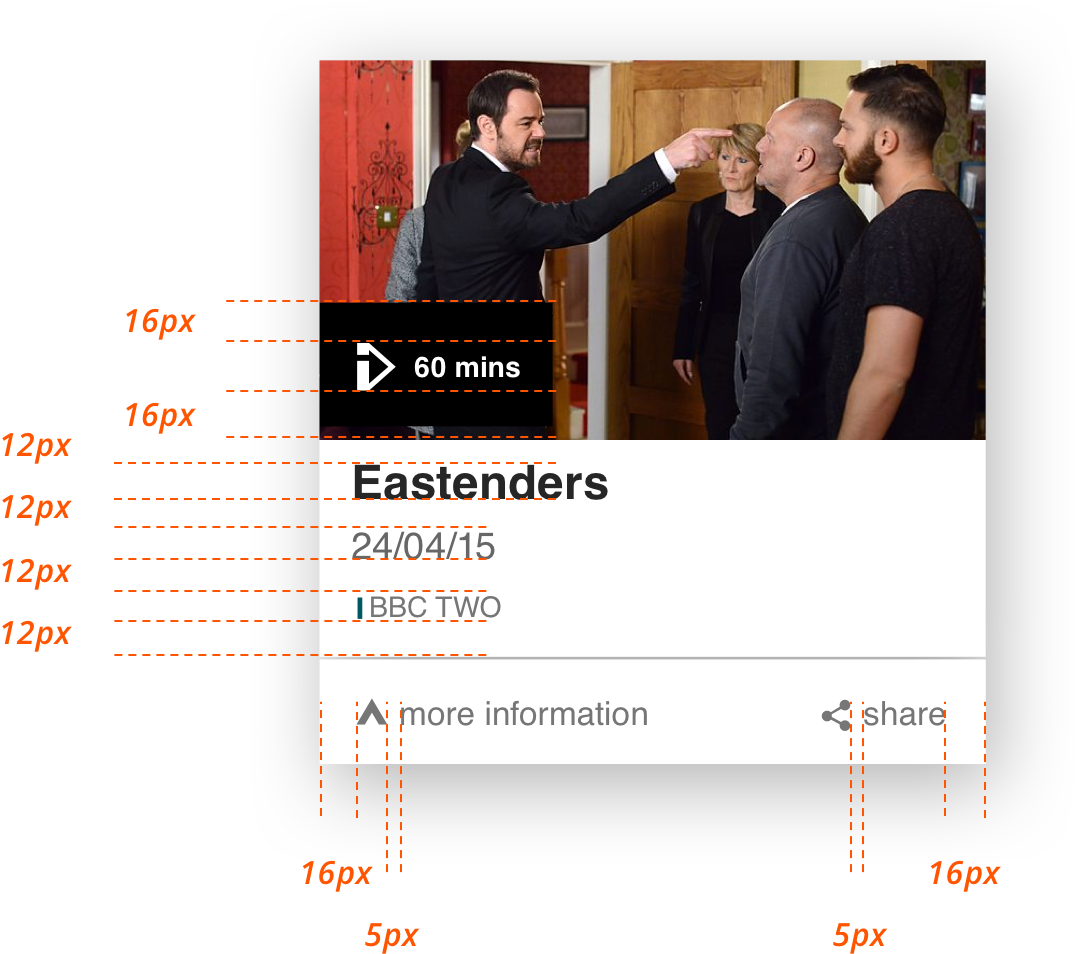 16px
60 mins
16px
12px
Eastenders
12px
24/04/15
12px
BBC TWO
12px
more information
share
16px
16px
5px
5px